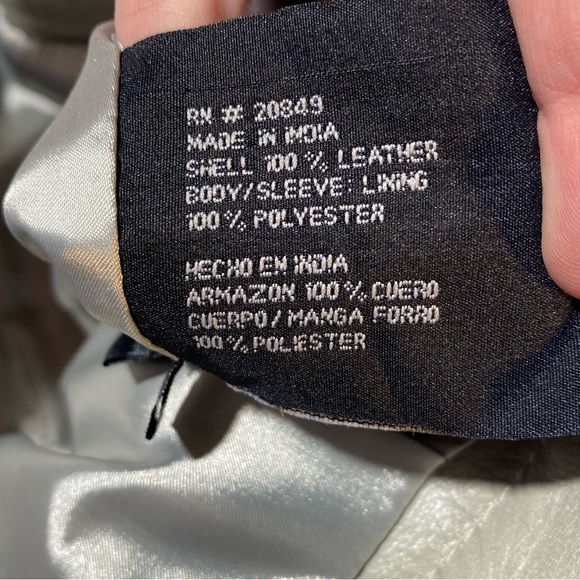 RN # 20849
MADE IN INDIA
SHELL 100% LEATHER
BODY/SLEEVE: LINING
100% POLYESTER
HECHO EN INDIA
ARMAZON 100% CUERO
CUERPO/MANGA FORRO
100% POLIESTER